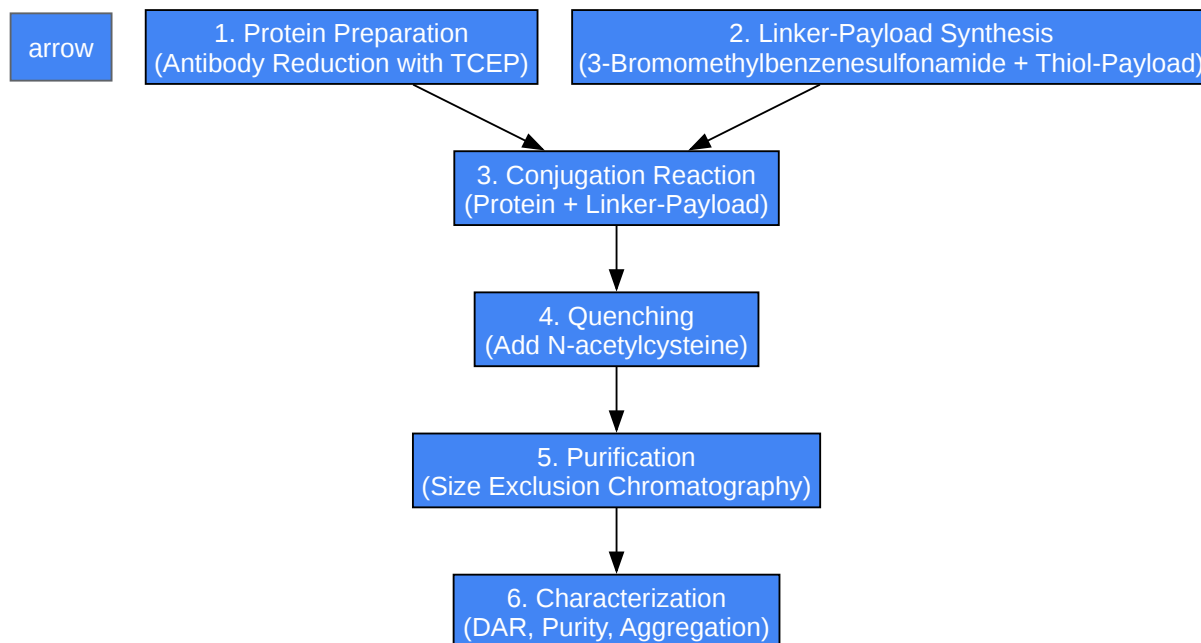 arrow
1. Protein Preparation
(Antibody Reduction with TCEP)
2. Linker-Payload Synthesis
(3-Bromomethylbenzenesulfonamide + Thiol-Payload)
3. Conjugation Reaction
(Protein + Linker-Payload)
4. Quenching
(Add N-acetylcysteine)
5. Purification
(Size Exclusion Chromatography)
6. Characterization
(DAR, Purity, Aggregation)